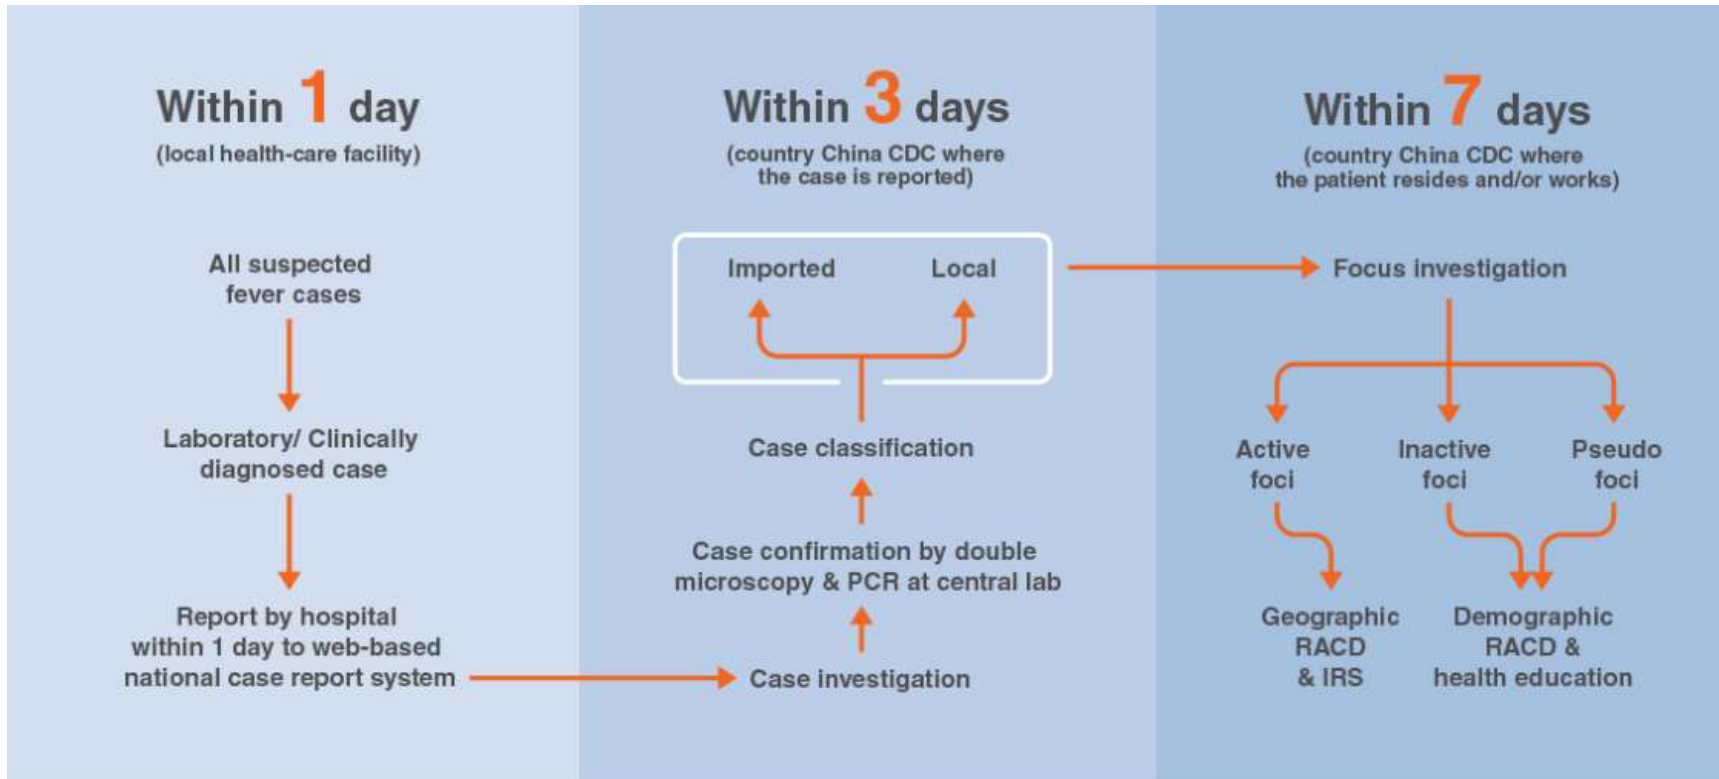 Within 1 day
(local health-care facility)
All suspected
fever cases
Laboratory/ Clinically
diagnosed case
Report by hospital
within 1 day to web-based
national case report system
Within 3 days
(country China CDC where
the case is reported)
Imported
Local
Case classification
Case confirmation by double
microscopy & PCR at central lab
Case investigation
Within 7 days
(country China CDC where
the patient resides and/or works)
Focus investigation
Active
foci
Inactive
foci
Pseudo
foci
Geographic
RACD
& IRS
Demographic
RACD &
health education